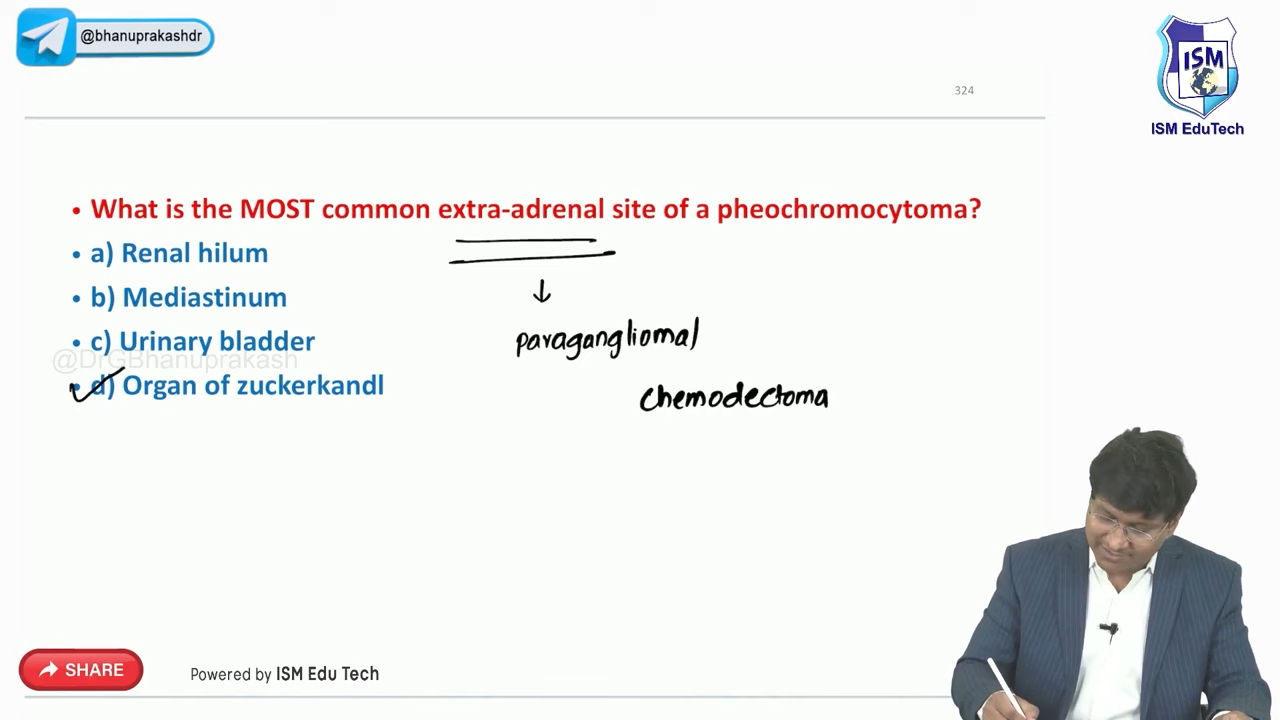 @bhanuprakashdr
ISM
ISM EduTech
324
• What is the MOST common extra-adrenal site of a pheochromocytoma?
• a) Renal hilum
• b) Mediastinum
• c) Urinary bladder
@DrGBhanuprakash
• d) Organ of zuckerkandl
paragangliomal
chemodectoma
SHARE
Powered by ISM Edu Tech